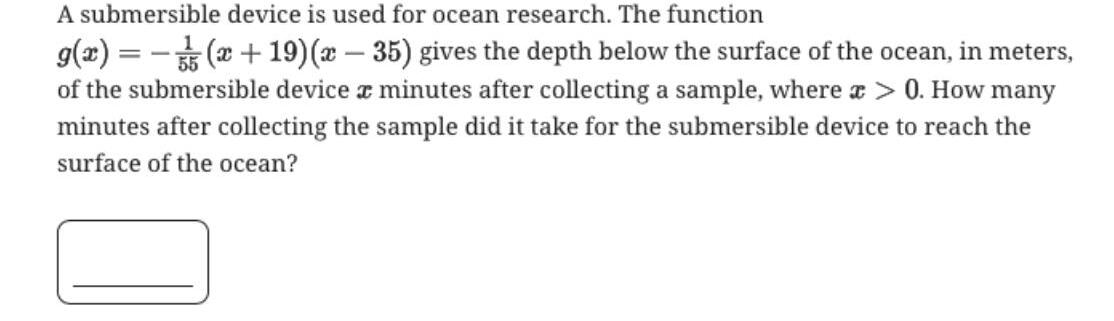 A submersible device is used for ocean research. The function
g(x) = −\frac{1}{55}(x + 19)(x − 35) gives the depth below the surface of the ocean, in meters,
of the submersible device x minutes after collecting a sample, where x > 0. How many
minutes after collecting the sample did it take for the submersible device to reach the
surface of the ocean?